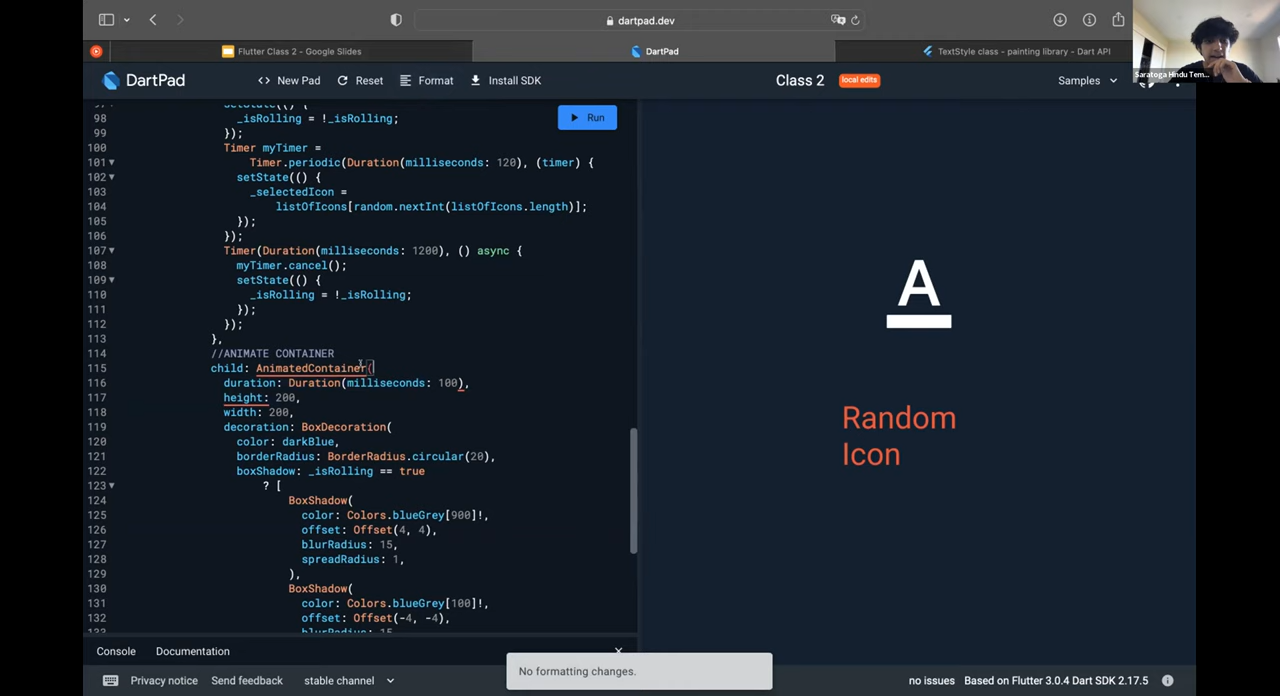 dartpad.dev
Flutter Class 2 - Google Slides
DartPad
TextStyle class - painting library - Dart API
Saratoga Hindu Tem...
DartPad
<> New Pad
Reset
Format
Install SDK
Class 2
local edits
Samples
98 _isRolling = !_isRolling;
99 });
100 Timer myTimer =
101 Timer.periodic(Duration(milliseconds: 120), (timer) {
102 setState(() {
103 _selectedIcon =
104 listOfIcons[random.nextInt(listOfIcons.length)];
105 });
106 });
107 Timer(Duration(milliseconds: 1200), () async {
108 myTimer.cancel();
109 setState(() {
110 _isRolling = !_isRolling;
111 });
112 });
113 },
114 //ANIMATE CONTAINER
115 child: AnimatedContainer(
116 duration: Duration(milliseconds: 100),
117 height: 200,
118 width: 200,
119 decoration: BoxDecoration(
120 color: darkBlue,
121 borderRadius: BorderRadius.circular(20),
122 boxShadow: _isRolling == true
123 ? [
124 BoxShadow(
125 color: Colors.blueGrey[900]!,
126 offset: Offset(4, 4),
127 blurRadius: 15,
128 spreadRadius: 1,
129 ),
130 BoxShadow(
131 color: Colors.blueGrey[100]!,
132 offset: Offset(-4, -4),
Run
A
Random
Icon
Console
Documentation
No formatting changes.
Privacy notice
Send feedback
stable channel
no issues
Based on Flutter 3.0.4 Dart SDK 2.17.5